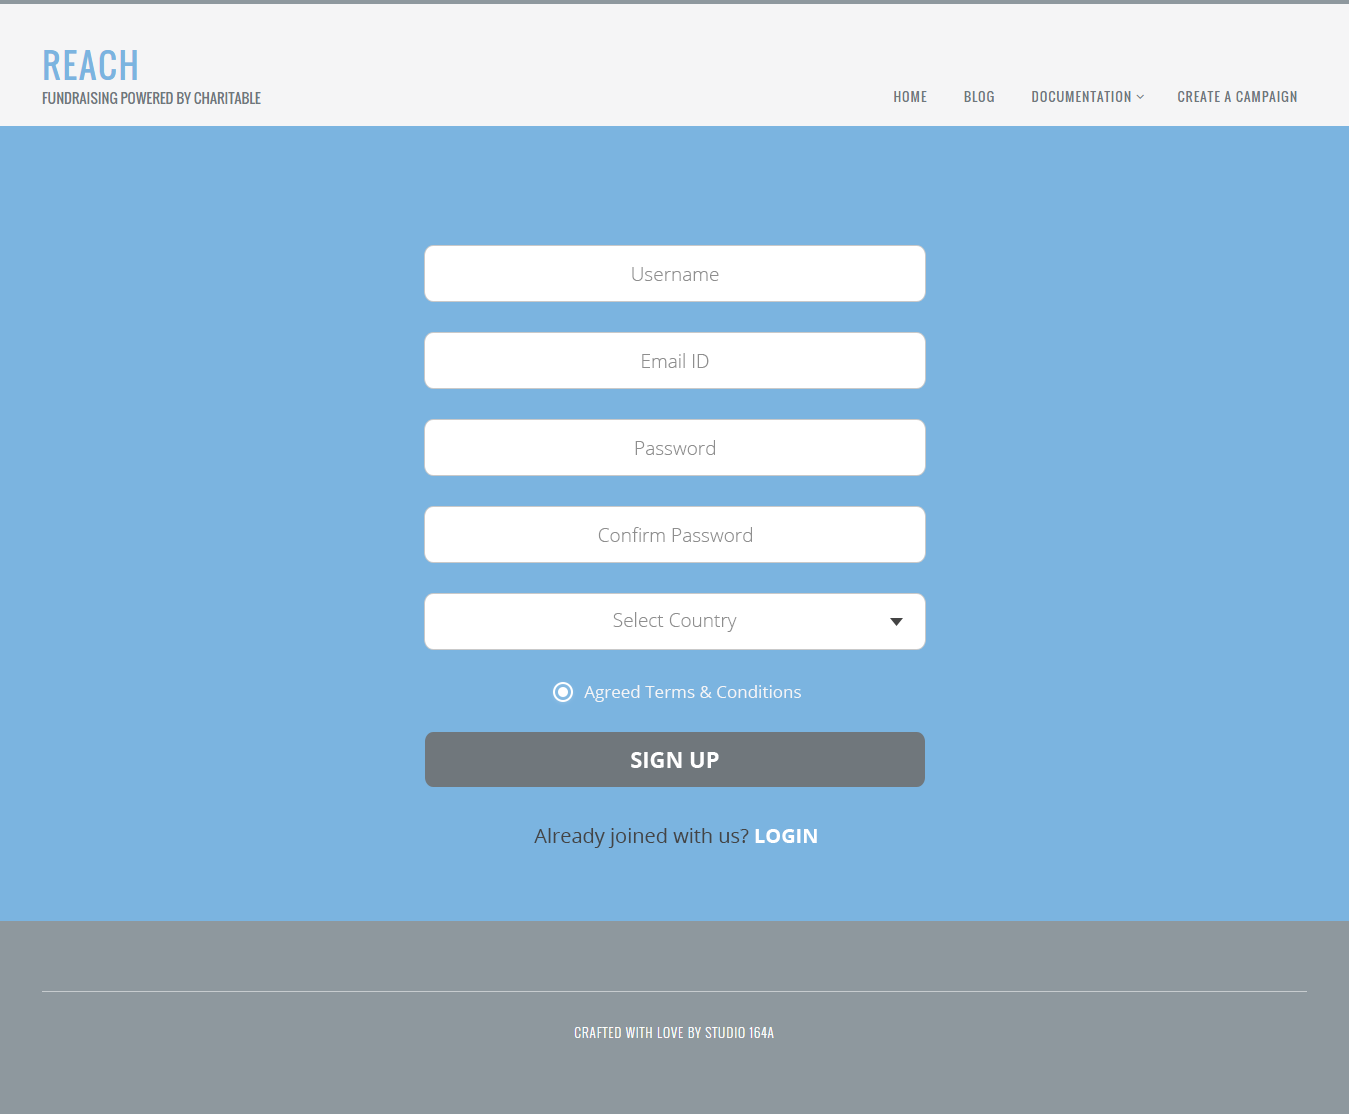 REACH
FUNDRAISING POWERED BY CHARITABLE
HOME BLOG DOCUMENTATION CREATE A CAMPAIGN
Username
Email ID
Password
Confirm Password
Select Country
Agreed Terms & Conditions
SIGN UP
Already joined with us? LOGIN
CRAFTED WITH LOVE BY STUDIO 164A